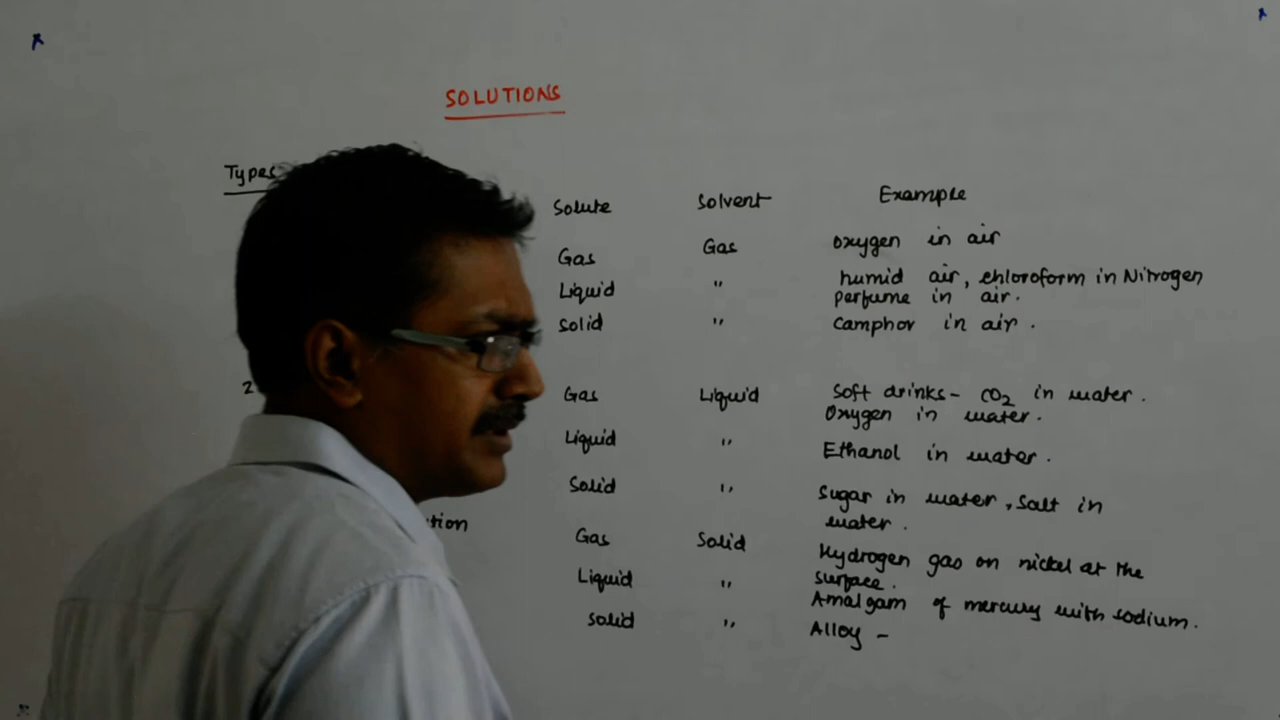 SOLUTIONS
Types
Solute Solvent Example
Gas Gas oxygen in air
Liquid " humid air, chloroform in Nitrogen
perfume in air.
Solid " Camphor in air.
2
Gas Liquid Soft drinks- CO2 in water.
Oxygen in water.
Liquid " Ethanol in water.
Solid " Sugar in water, salt in
water.
tion
Gas Solid Hydrogen gas on nickel at the
surface.
Liquid " Amalgam of mercury with sodium.
Solid " Alloy -